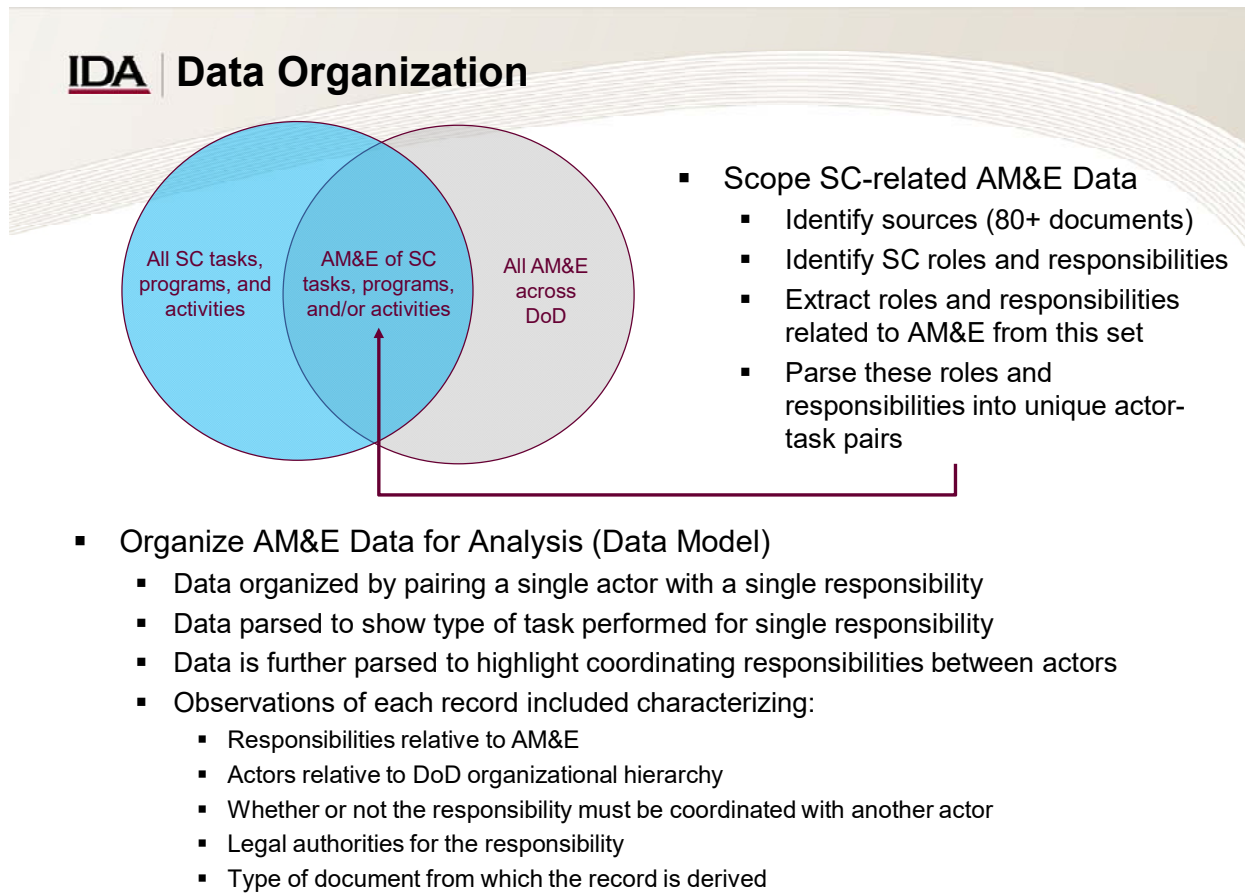 IDA Data Organization
All SC tasks,
programs, and
activities
AM&E of SC
tasks, programs,
and/or activities
All AM&E
across
DoD
▪ Scope SC-related AM&E Data
▪ Identify sources (80+ documents)
▪ Identify SC roles and responsibilities
▪ Extract roles and responsibilities
related to AM&E from this set
▪ Parse these roles and
responsibilities into unique actor-
task pairs
▪ Organize AM&E Data for Analysis (Data Model)
▪ Data organized by pairing a single actor with a single responsibility
▪ Data parsed to show type of task performed for single responsibility
▪ Data is further parsed to highlight coordinating responsibilities between actors
▪ Observations of each record included characterizing:
▪ Responsibilities relative to AM&E
▪ Actors relative to DoD organizational hierarchy
▪ Whether or not the responsibility must be coordinated with another actor
▪ Legal authorities for the responsibility
▪ Type of document from which the record is derived